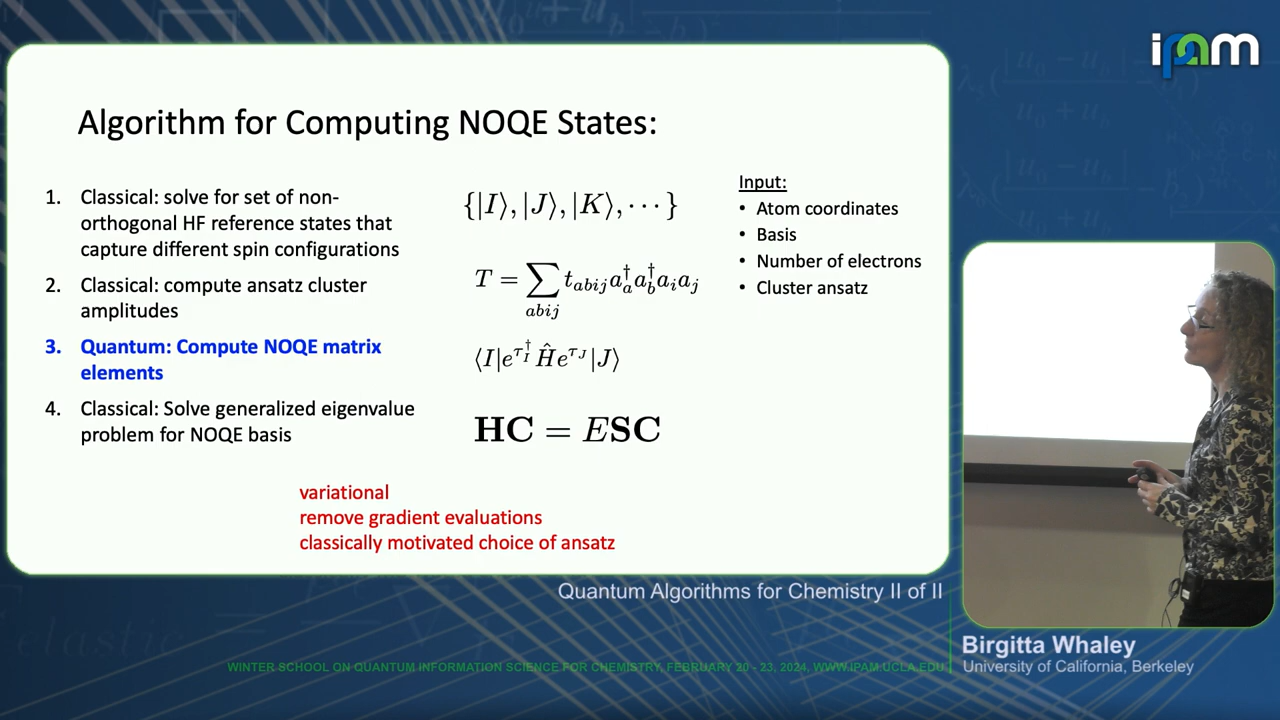 ipam
Algorithm for Computing NOQE States:
1. Classical: solve for set of non-
orthogonal HF reference states that
capture different spin configurations
{|I⟩, |J⟩, |K⟩, ⋯}
2. Classical: compute ansatz cluster
amplitudes
T = ∑_{abij} t_{abij} a_a^† a_b^† a_i a_j
3. Quantum: Compute NOQE matrix
elements
⟨I|e^{τ_I^†} Ĥ e^{τ_J}|J⟩
4. Classical: Solve generalized eigenvalue
problem for NOQE basis
HC = ESC
Input:
• Atom coordinates
• Basis
• Number of electrons
• Cluster ansatz
variational
remove gradient evaluations
classically motivated choice of ansatz
Quantum Algorithms for Chemistry II of II
Birgitta Whaley
University of California, Berkeley
WINTER SCHOOL ON QUANTUM INFORMATION SCIENCE FOR CHEMISTRY, FEBRUARY 20 - 23, 2024, WWW.IPAM.UCLA.EDU
elastic